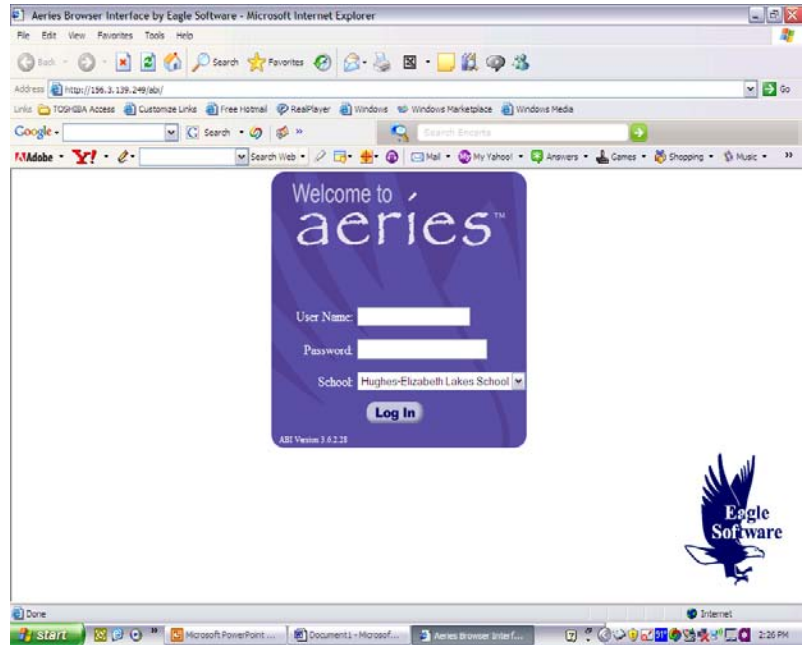 Aeries Browser Interface by Eagle Software - Microsoft Internet Explorer
File Edit View Favorites Tools Help
Back Search Favorites
Address http://156.3.139.249/abi/ Go
Links TOSHIBA Access Customize Links Free Hotmail RealPlayer Windows Windows Marketplace Windows Media
Google Search » Search Encarta
Adobe Y! Search Web Mail My Yahoo! Answers Games Shopping Music »
Welcome to
aeries™
User Name:
Password:
School: Hughes-Elizabeth Lakes School
Log In
ABI Version 3.6.2.28
Eagle
Software
Done Internet
start » Microsoft PowerPoint ... Document1 - Microsof... Aeries Browser Interf... 2:26 PM